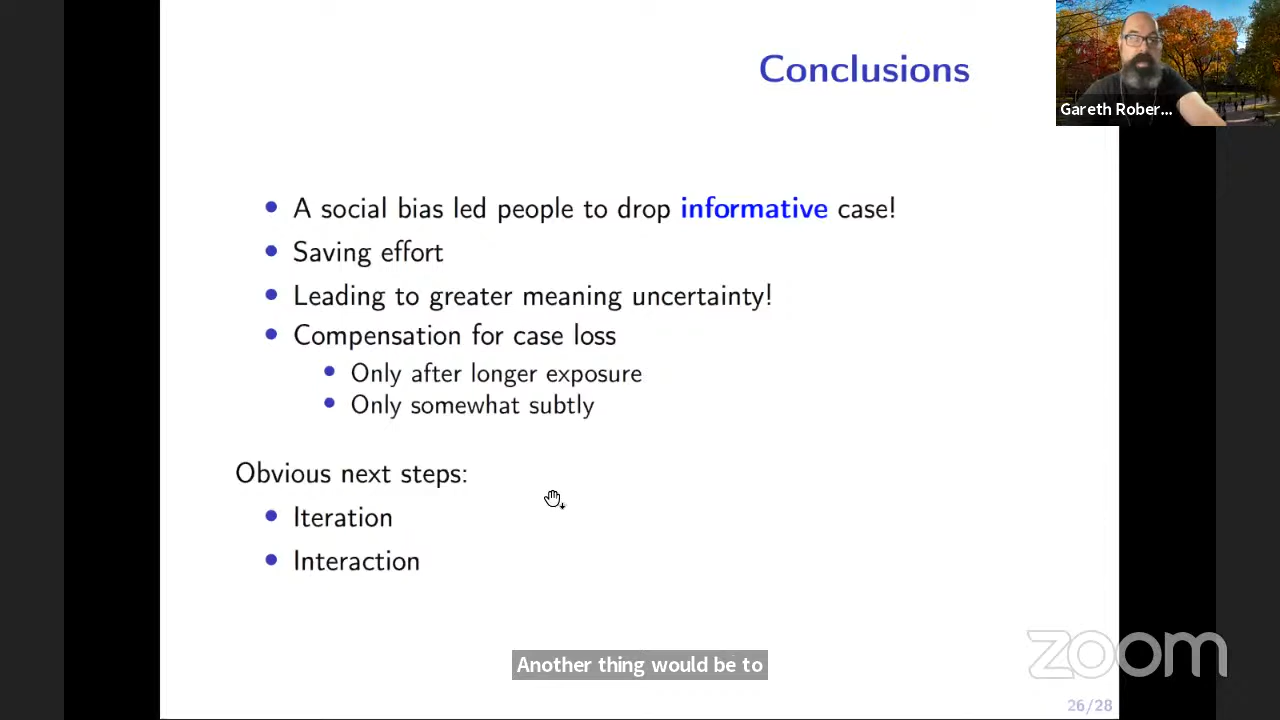 Conclusions
Gareth Rober...
• A social bias led people to drop informative case!
• Saving effort
• Leading to greater meaning uncertainty!
• Compensation for case loss
• Only after longer exposure
• Only somewhat subtly
Obvious next steps:
• Iteration
• Interaction
Another thing would be to
zoom
26/28